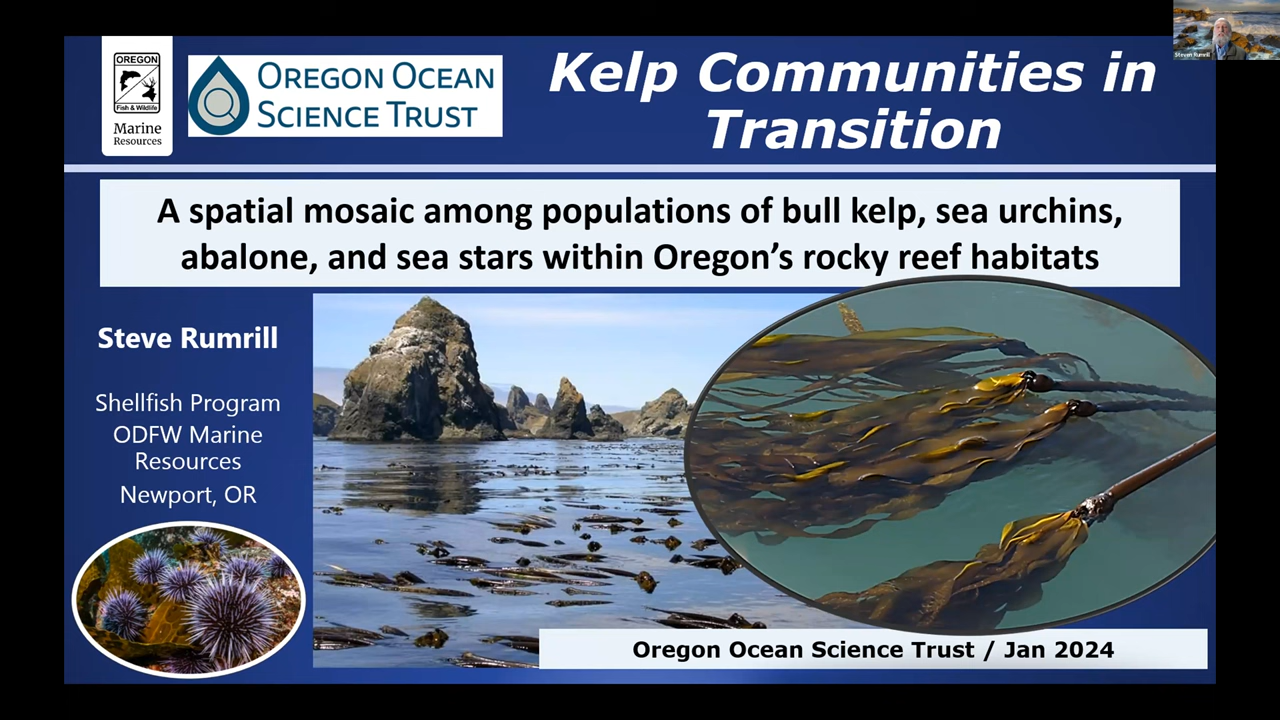 OREGON
Fish & Wildlife
Marine
Resources
OREGON OCEAN
SCIENCE TRUST
Kelp Communities in
Transition
Steven Rumrill
A spatial mosaic among populations of bull kelp, sea urchins,
abalone, and sea stars within Oregon's rocky reef habitats
Steve Rumrill
Shellfish Program
ODFW Marine
Resources
Newport, OR
Oregon Ocean Science Trust / Jan 2024